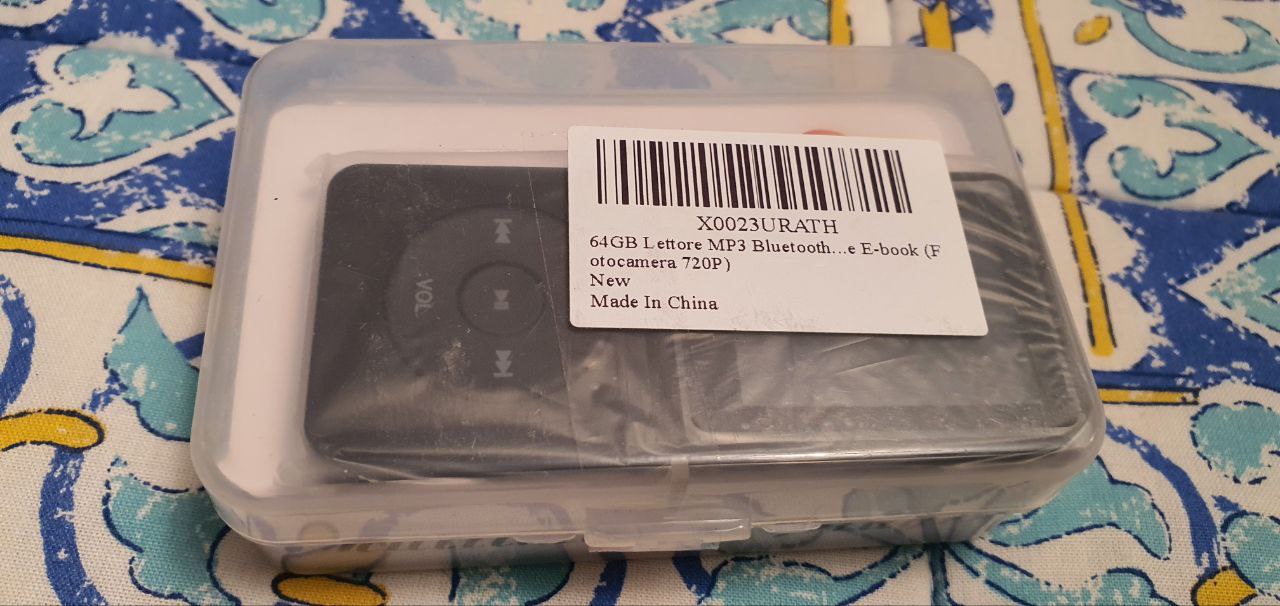 X0023URATH
64GB Lettore MP3 Bluetooth...e E-book (F
otocamera 720P)
New
Made In China
VOL